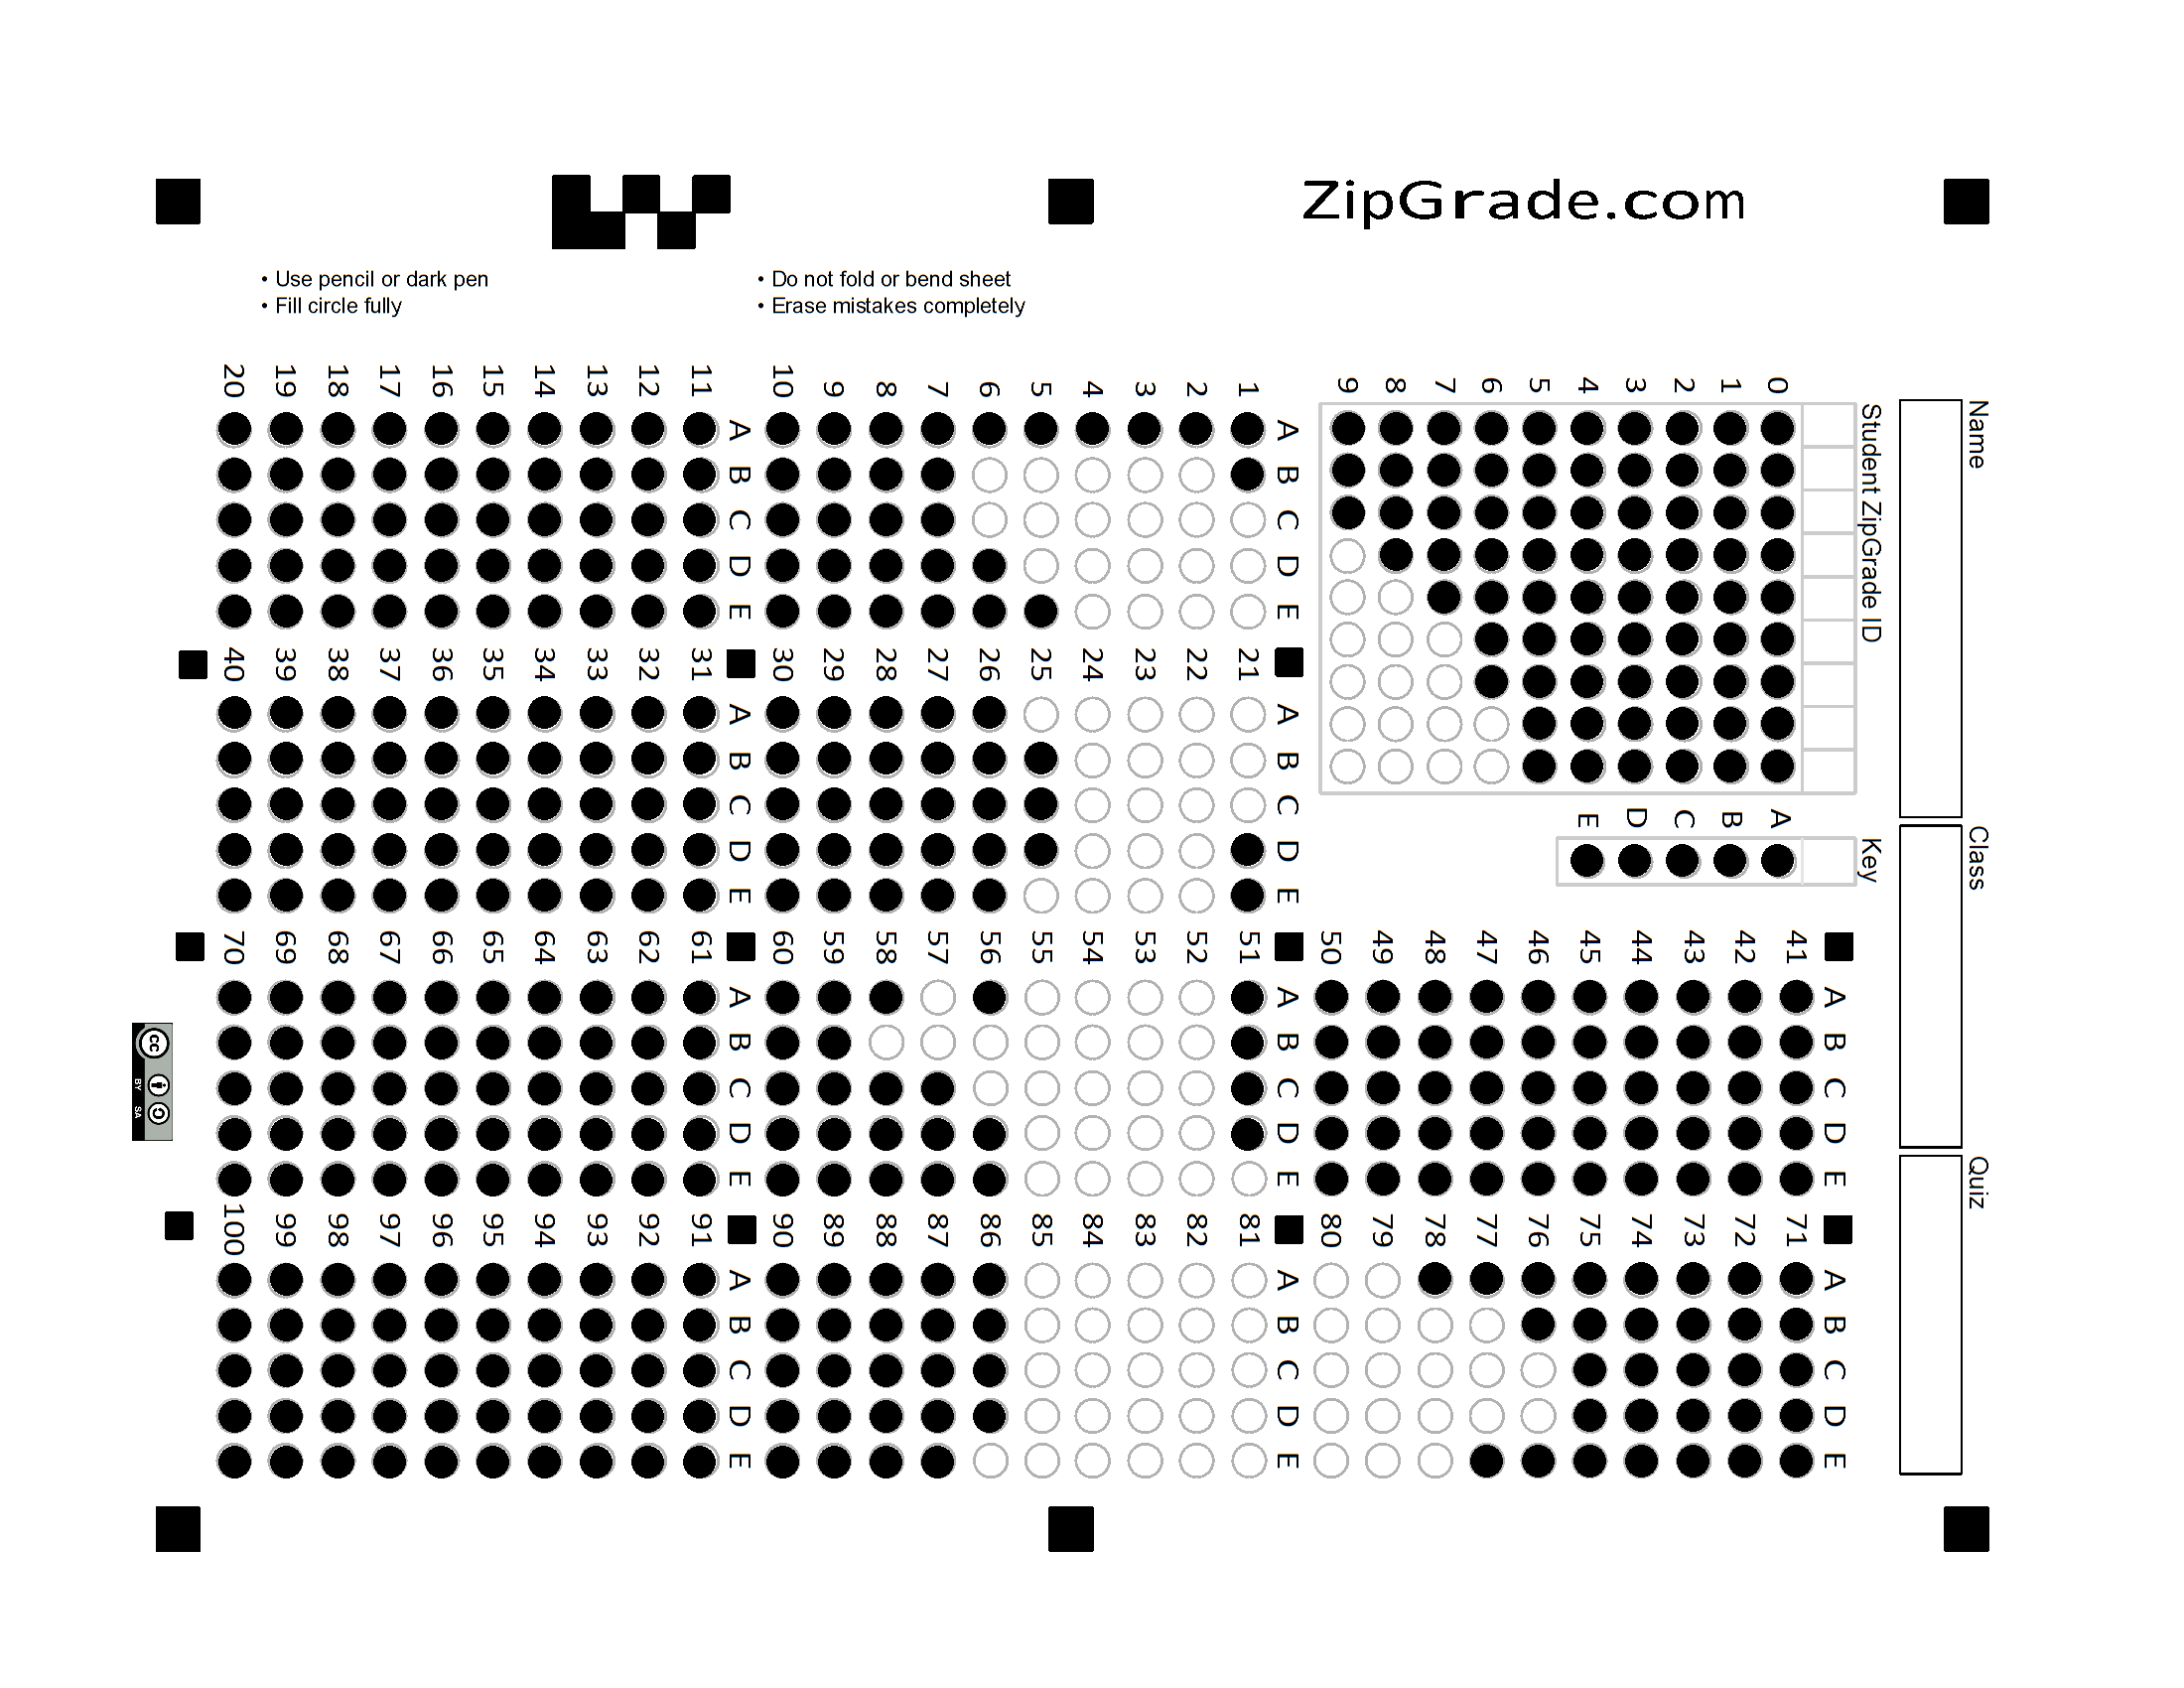 ZipGrade.com
• Use pencil or dark pen
• Fill circle fully
• Do not fold or bend sheet
• Erase mistakes completely
Name
Class
Quiz
Student ZipGrade ID
0 1 2 3 4 5 6 7 8 9
Key
A B C D E
A B C D E
1 2 3 4 5 6 7 8 9 10
A B C D E
11 12 13 14 15 16 17 18 19 20
A B C D E
21 22 23 24 25 26 27 28 29 30
A B C D E
31 32 33 34 35 36 37 38 39 40
A B C D E
41 42 43 44 45 46 47 48 49 50
A B C D E
51 52 53 54 55 56 57 58 59 60
A B C D E
61 62 63 64 65 66 67 68 69 70
A B C D E
71 72 73 74 75 76 77 78 79 80
A B C D E
81 82 83 84 85 86 87 88 89 90
A B C D E
91 92 93 94 95 96 97 98 99 100
A B C D E
cc BY SA